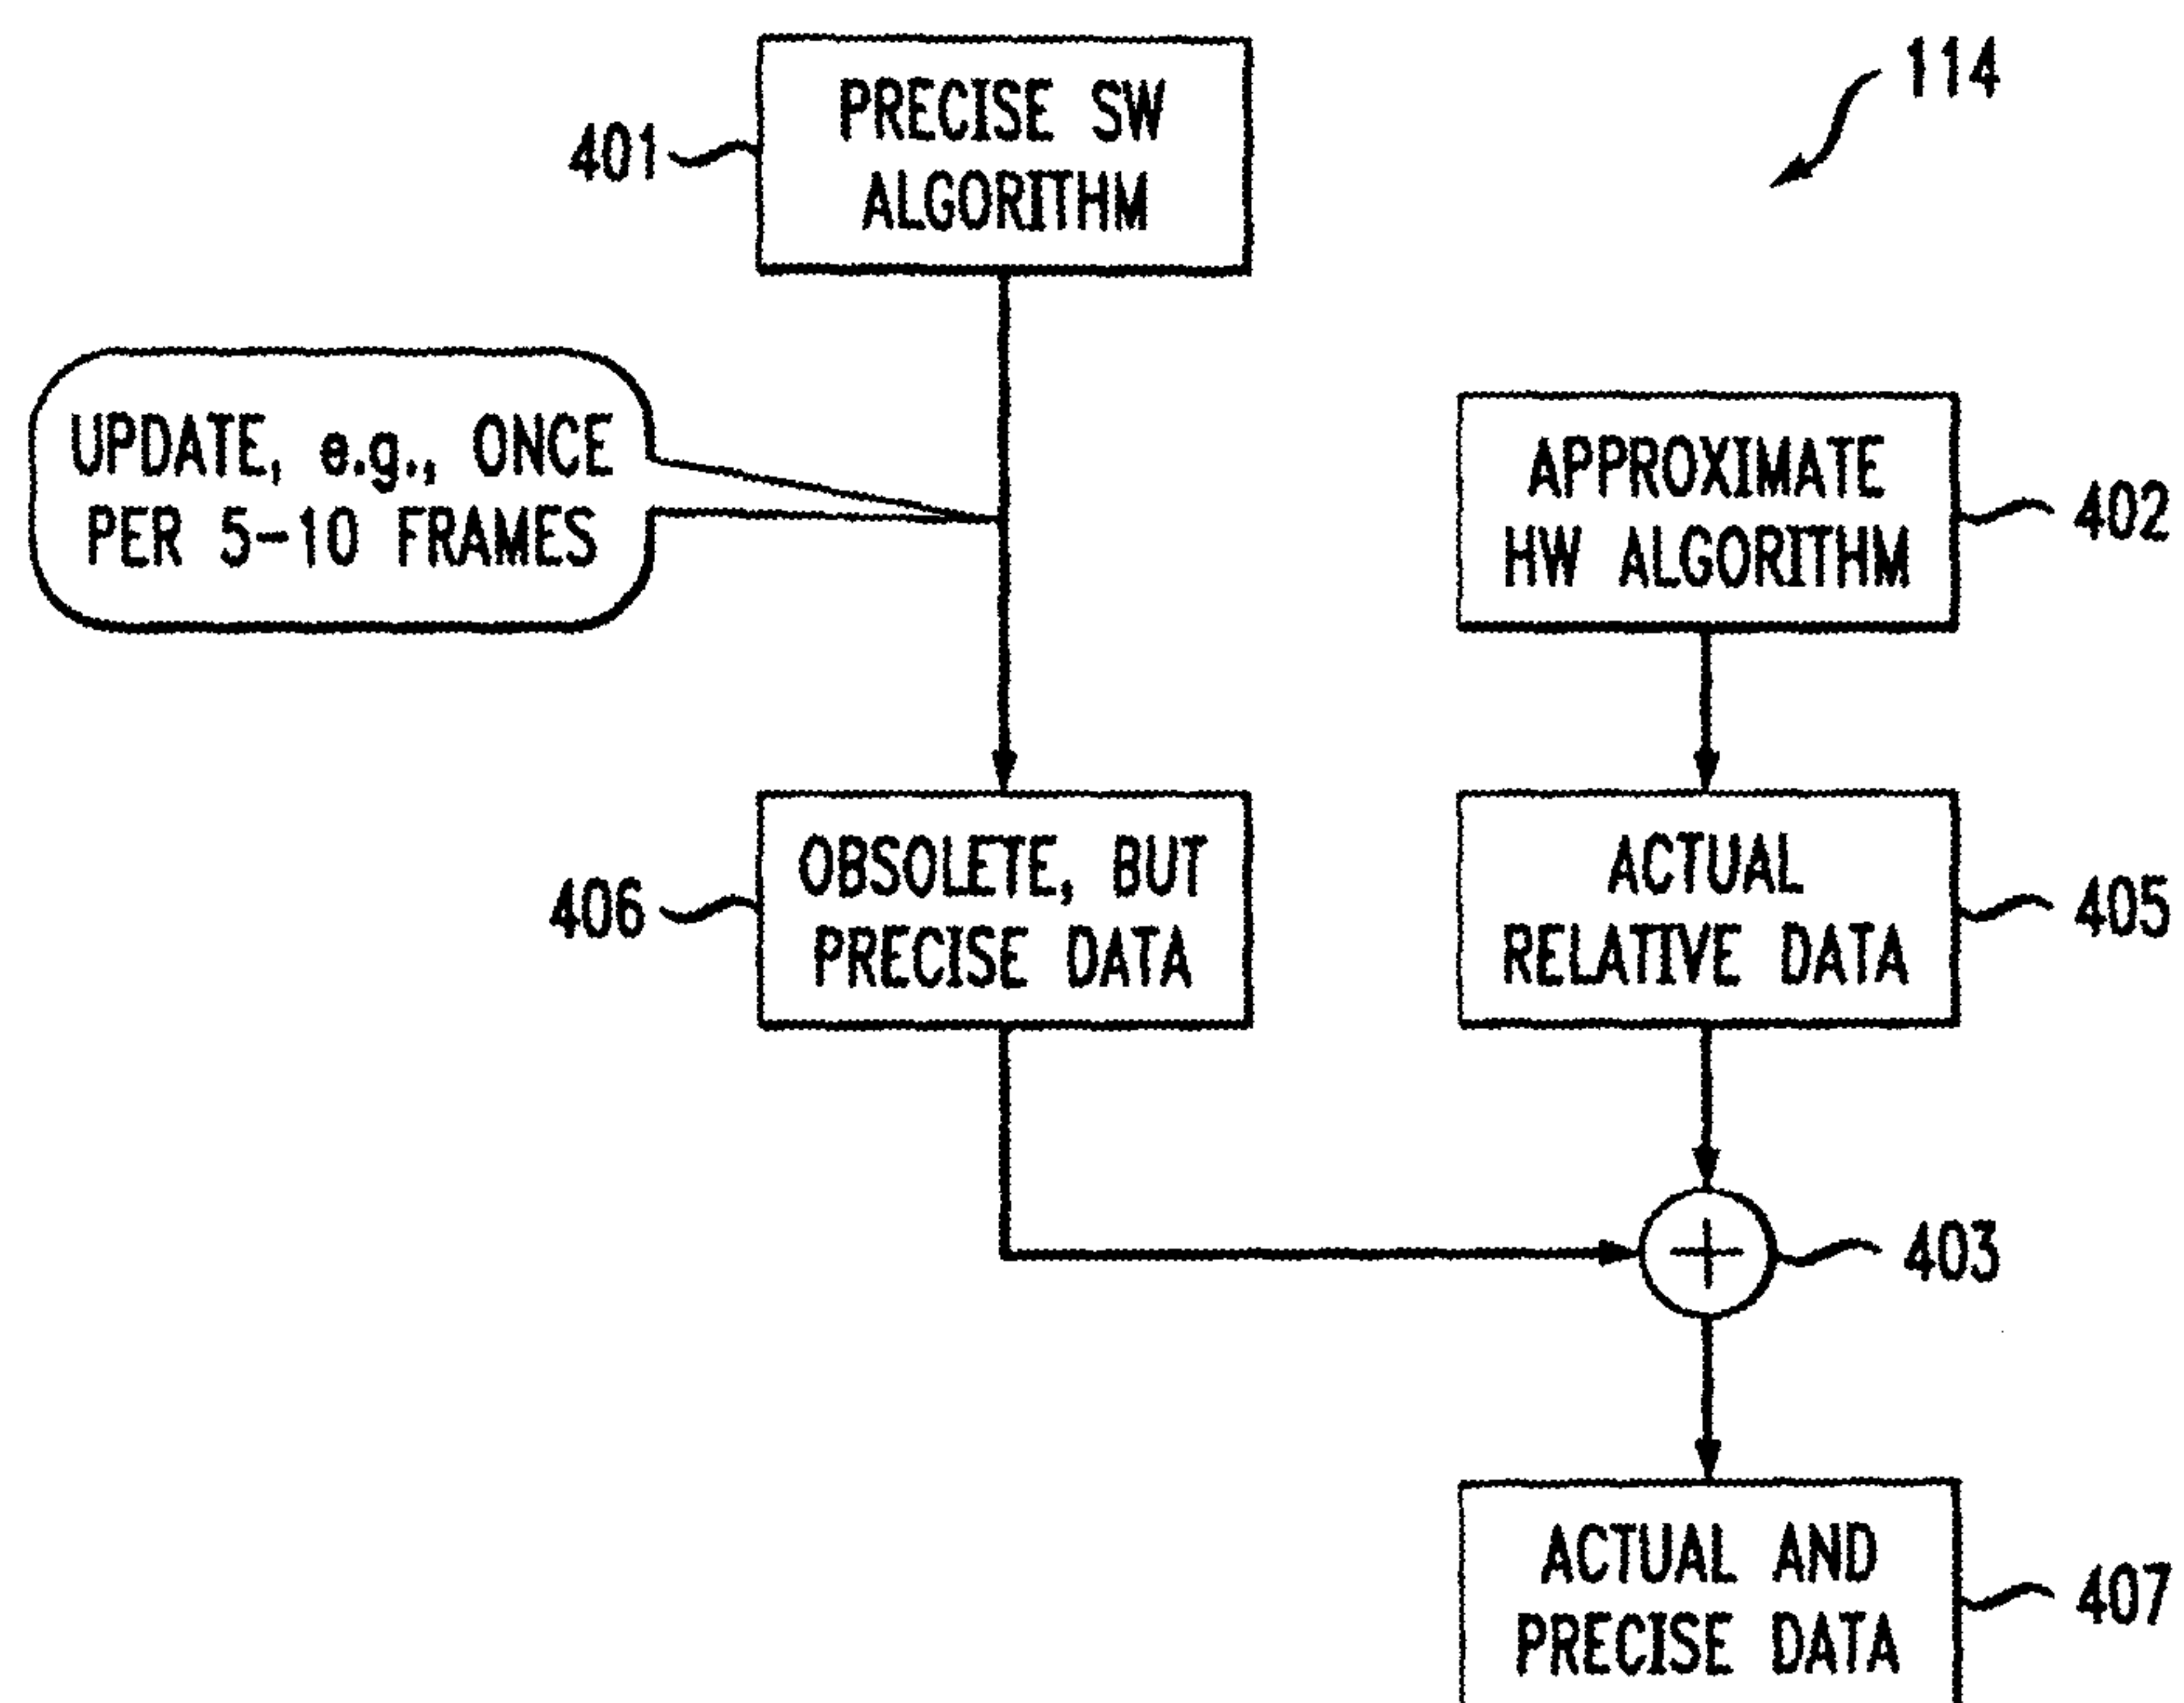 114
401
PRECISE SW
ALGORITHM
UPDATE, e.g., ONCE
PER 5-10 FRAMES
APPROXIMATE
HW ALGORITHM
402
406
OBSOLETE, BUT
PRECISE DATA
ACTUAL
RELATIVE DATA
405
403
ACTUAL AND
PRECISE DATA
407